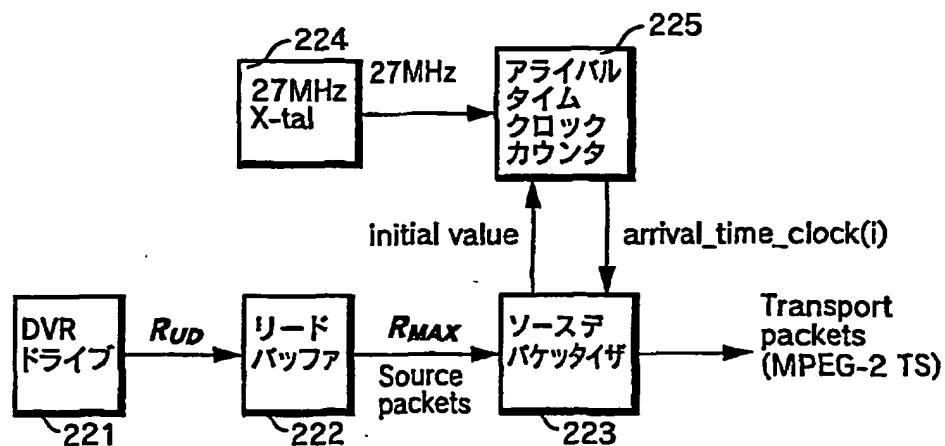 224
27MHz
X-tal
27MHz
225
アライバル
タイム
クロック
カウンタ
initial value
arrival_time_clock(i)
DVR
ドライブ
221
RUD
リード
バッファ
222
RMAX
Source
packets
ソースデ
パケッタイザ
223
Transport
packets
(MPEG-2 TS)